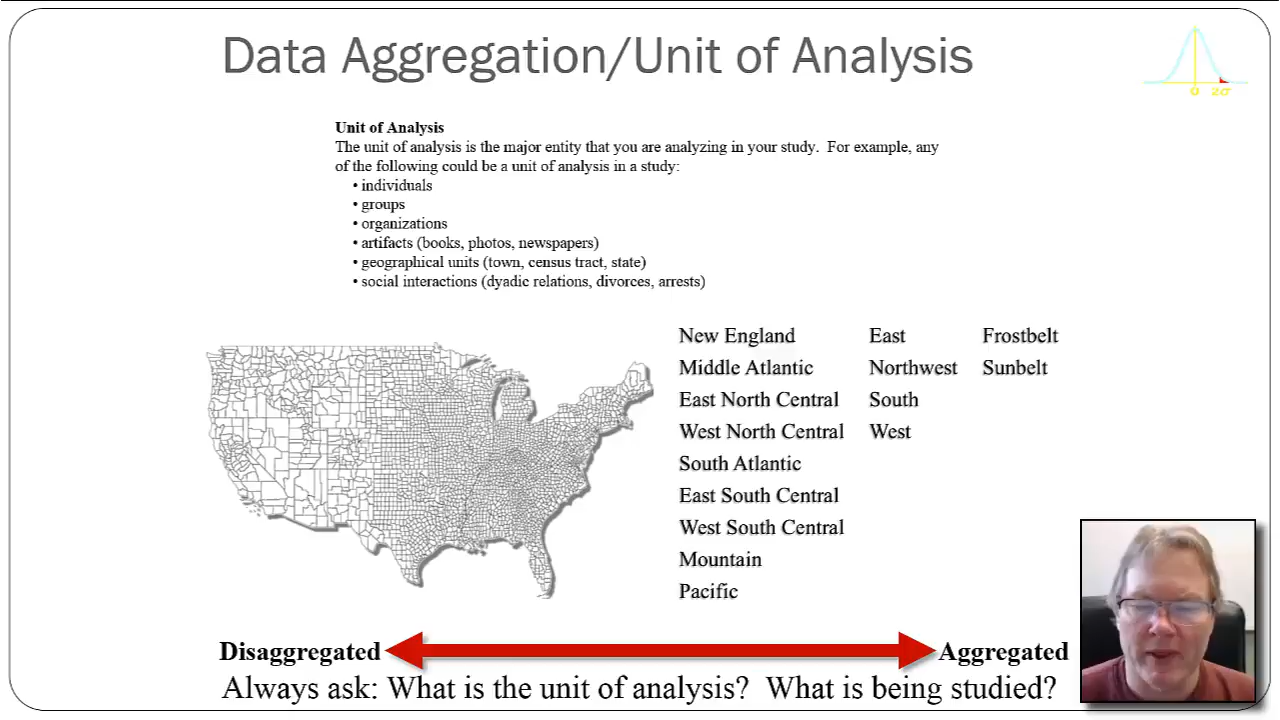 Data Aggregation/Unit of Analysis
0 2σ
Unit of Analysis
The unit of analysis is the major entity that you are analyzing in your study. For example, any
of the following could be a unit of analysis in a study:
• individuals
• groups
• organizations
• artifacts (books, photos, newspapers)
• geographical units (town, census tract, state)
• social interactions (dyadic relations, divorces, arrests)
New England East Frostbelt
Middle Atlantic Northwest Sunbelt
East North Central South
West North Central West
South Atlantic
East South Central
West South Central
Mountain
Pacific
Disaggregated Aggregated
Always ask: What is the unit of analysis? What is being studied?